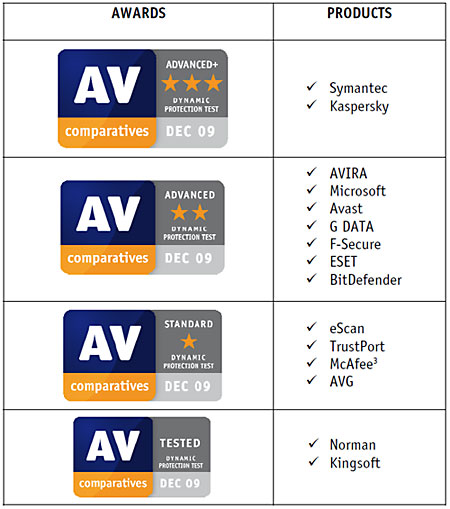 AWARDS
PRODUCTS
AV
comparatives
ADVANCED+
DYNAMIC
PROTECTION TEST
DEC 09
Symantec
Kaspersky
AV
comparatives
ADVANCED
DYNAMIC
PROTECTION TEST
DEC 09
AVIRA
Microsoft
Avast
G DATA
F-Secure
ESET
BitDefender
AV
comparatives
STANDARD
DYNAMIC
PROTECTION TEST
DEC 09
eScan
TrustPort
McAfee³
AVG
AV
comparatives
TESTED
DYNAMIC
PROTECTION TEST
DEC 09
Norman
Kingsoft